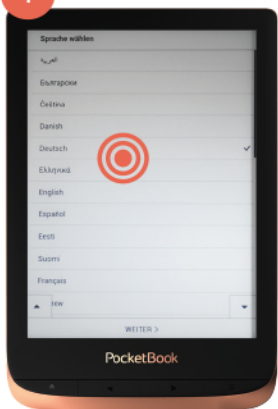 Sprache wählen
العربية
Български
Čeština
Danish
Deutsch
Ελληνικά
English
Español
Eesti
Suomi
Français
WEITER >
PocketBook